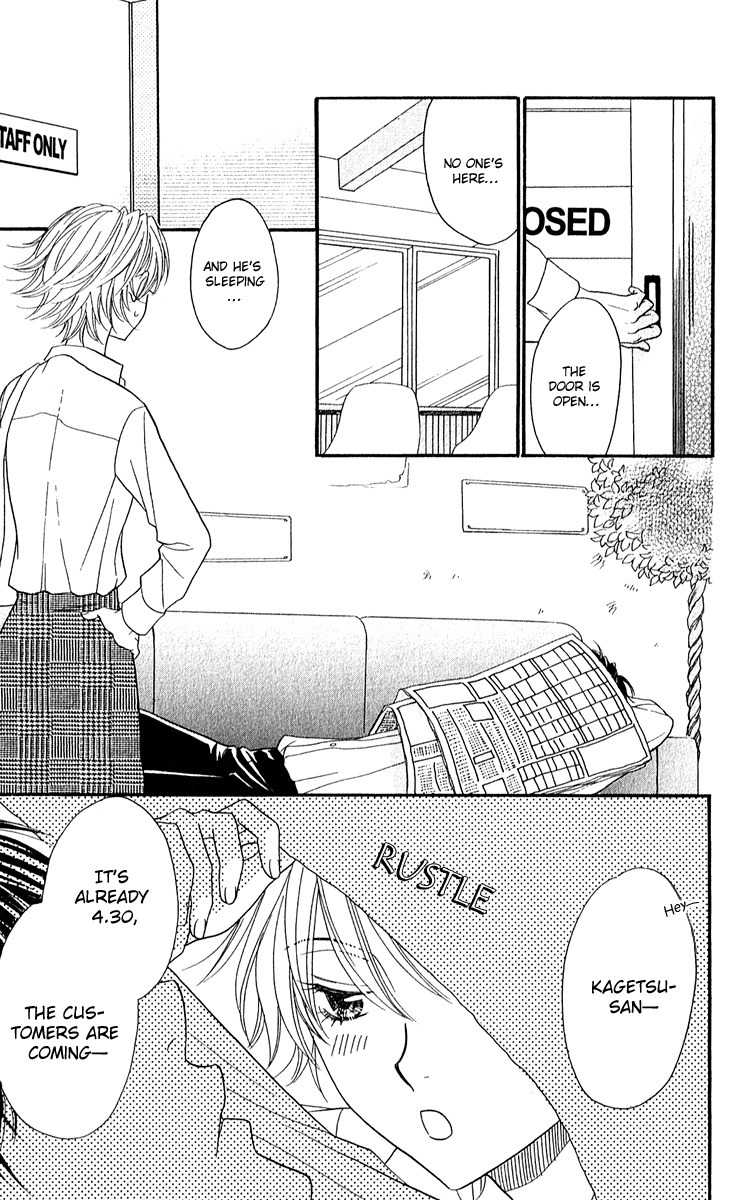 OSED
THE
DOOR IS
OPEN...
NO ONE'S
HERE...
TAFF ONLY
AND HE'S
SLEEPING
...
RUSTLE
Hey—
KAGETSU-
SAN—
IT'S
ALREADY
4.30,
THE CUS-
TOMERS ARE
COMING—